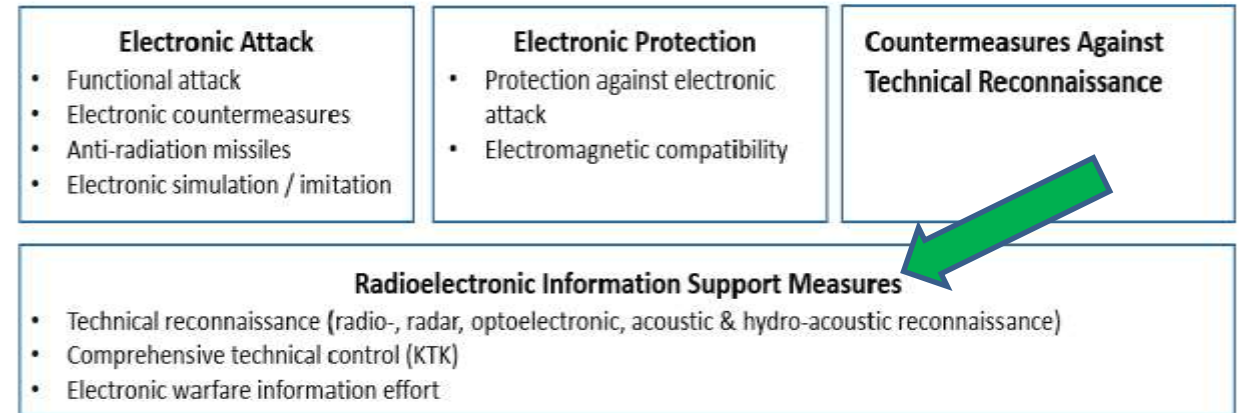 Electronic Attack
• Functional attack
• Electronic countermeasures
• Anti-radiation missiles
• Electronic simulation / imitation
Electronic Protection
• Protection against electronic
attack
• Electromagnetic compatibility
Countermeasures Against
Technical Reconnaissance
Radioelectronic Information Support Measures
• Technical reconnaissance (radio-, radar, optoelectronic, acoustic & hydro-acoustic reconnaissance)
• Comprehensive technical control (KTK)
• Electronic warfare information effort